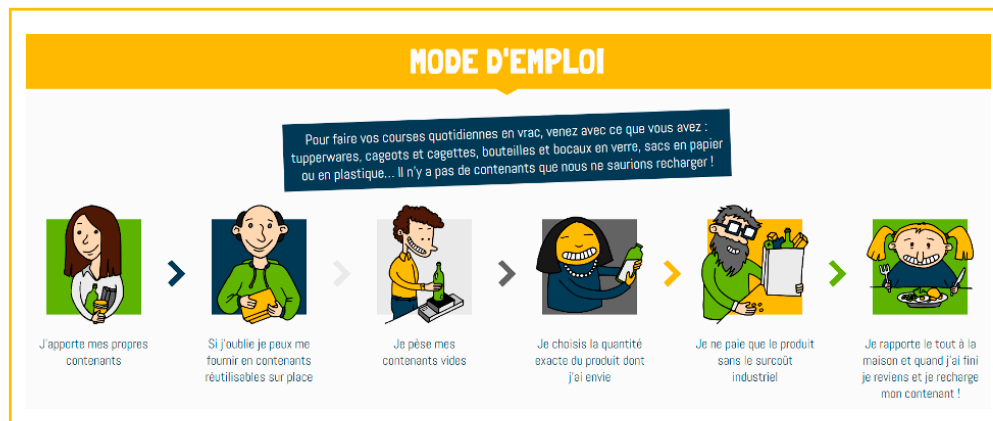 MODE D'EMPLOI
Pour faire vos courses quotidiennes en vrac, venez avec ce que vous avez :
tupperwares, cageots et cagettes, bouteilles et bocaux en verre, sacs en papier
ou en plastique... Il n'y a pas de contenants que nous ne saurions recharger !
J'apporte mes propres
contenants
Si j'oublie je peux me
fournir en contenants
réutilisables sur place
Je pèse mes
contenants vides
Je choisis la quantité
exacte du produit dont
j'ai envie
Je ne paie que le produit
sans le surcoût
industriel
Je rapporte le tout à la
maison et quand j'ai fini
je reviens et je recharge
mon contenant !